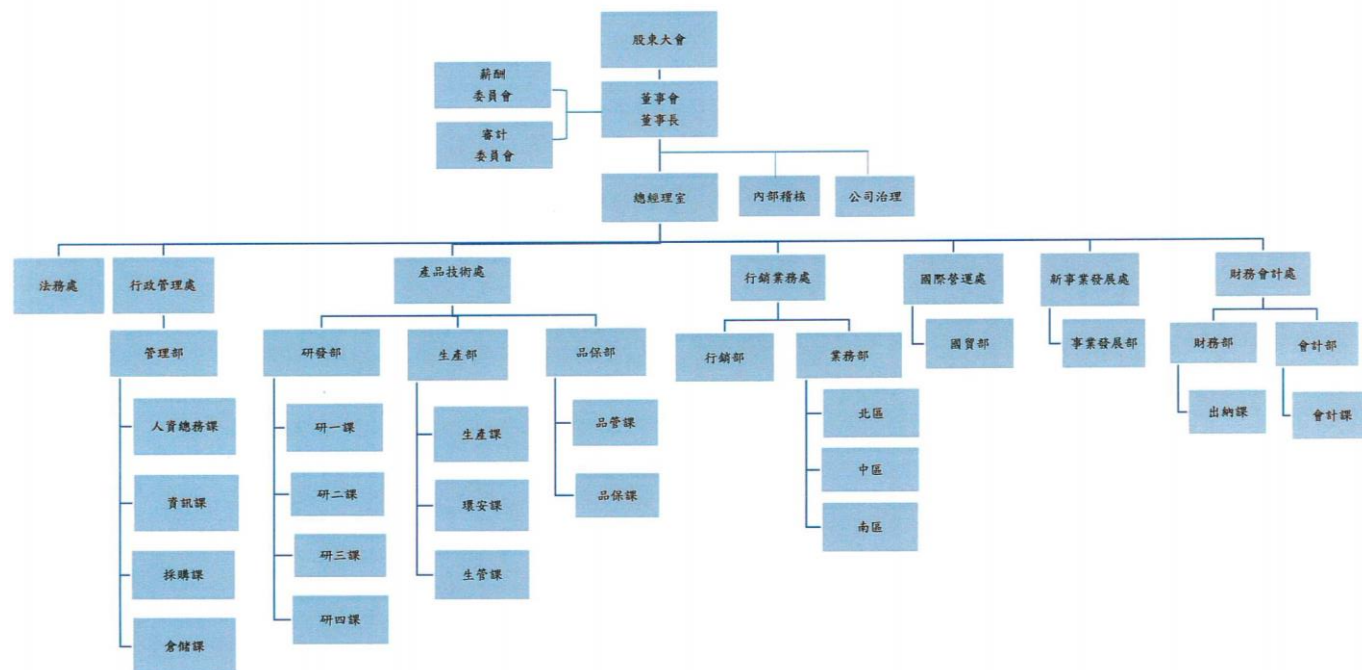 股東大會
薪酬
委員會
董事會
董事長
審計
委員會
總經理室
內部稽核
公司治理
法務處
行政管理處
產品技術處
行銷業務處
國際營運處
新事業發展處
財務會計處
管理部
研發部
生產部
品保部
行銷部
業務部
國貿部
事業發展部
財務部
會計部
人資總務課
研一課
生產課
品管課
北區
出納課
會計課
資訊課
研二課
環安課
品保課
中區
南區
採購課
研三課
生管課
倉儲課
研四課